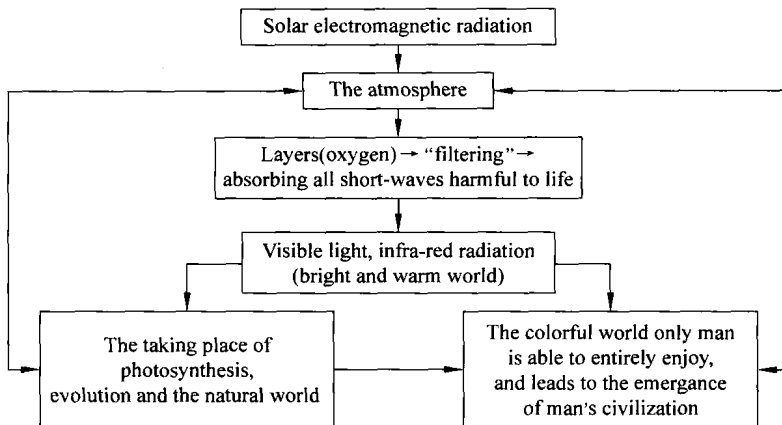 Solar electromagnetic radiation
The atmosphere
Layers(oxygen) → “filtering”→
absorbing all short-waves harmful to life
Visible light, infra-red radiation
(bright and warm world)
The taking place of
photosynthesis,
evolution and the natural world
The colorful world only man
is able to entirely enjoy,
and leads to the emergance
of man's civilization